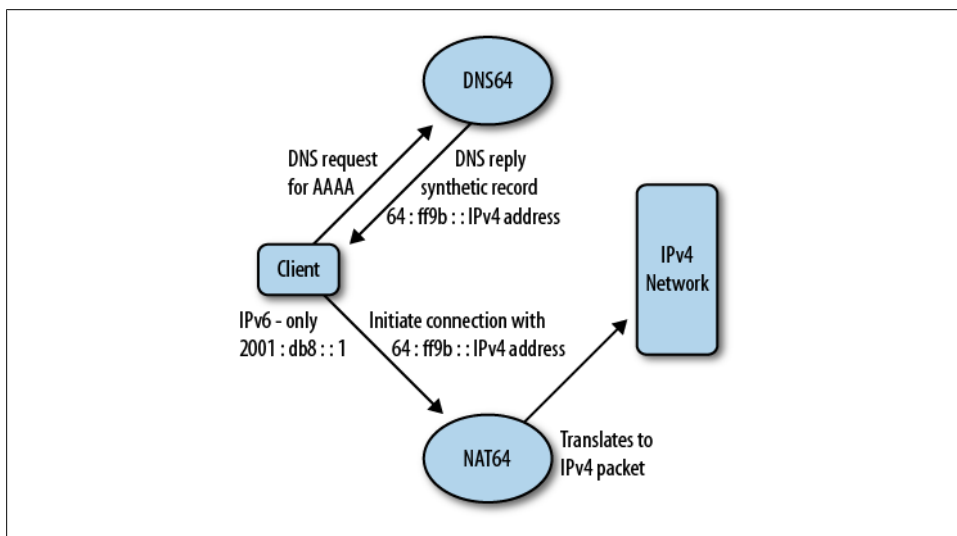 DNS64
DNS request
for AAAA
DNS reply
synthetic record
64 : ff9b : : IPv4 address
Client
IPv6 - only
2001 : db8 : : 1
Initiate connection with
64 : ff9b : : IPv4 address
IPv4
Network
NAT64
Translates to
IPv4 packet